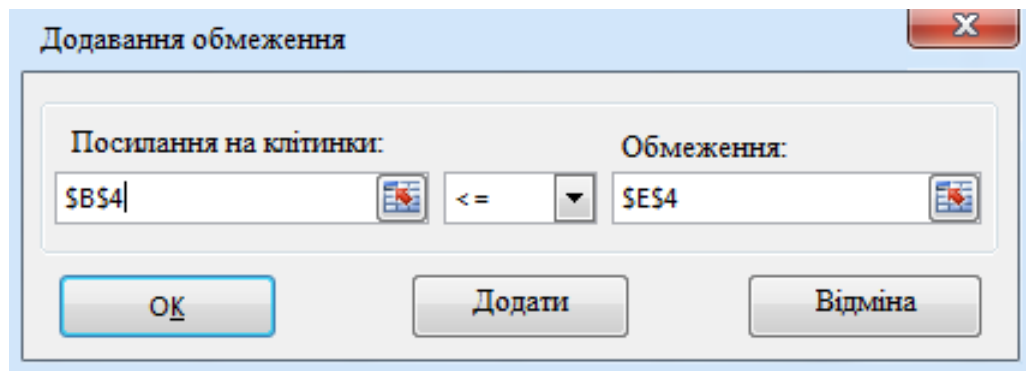 Додавання обмеження
Посилання на клітинки:
Обмеження:
$B$4
<=
$E$4
OK
Додати
Відміна